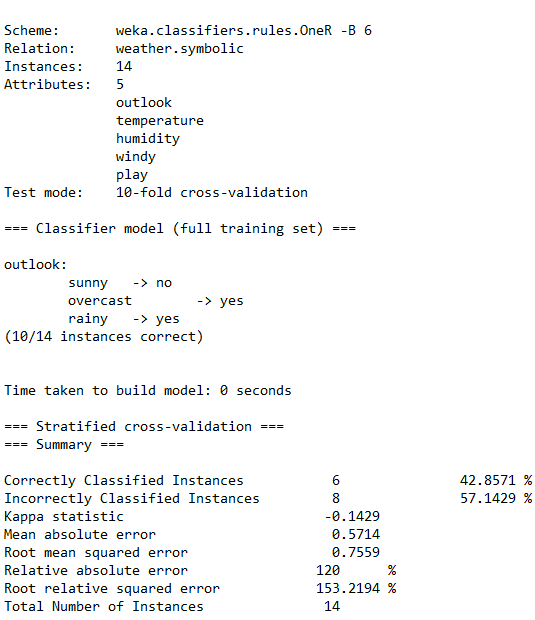 Scheme:       weka.classifiers.rules.OneR -B 6
Relation:     weather.symbolic
Instances:    14
Attributes:   5
              outlook
              temperature
              humidity
              windy
              play
Test mode:    10-fold cross-validation

=== Classifier model (full training set) ===

outlook:
        sunny   -> no
        overcast        -> yes
        rainy   -> yes
(10/14 instances correct)


Time taken to build model: 0 seconds

=== Stratified cross-validation ===
=== Summary ===

Correctly Classified Instances           6               42.8571 %
Incorrectly Classified Instances         8               57.1429 %
Kappa statistic                         -0.1429
Mean absolute error                      0.5714
Root mean squared error                  0.7559
Relative absolute error                120      %
Root relative squared error            153.2194 %
Total Number of Instances               14